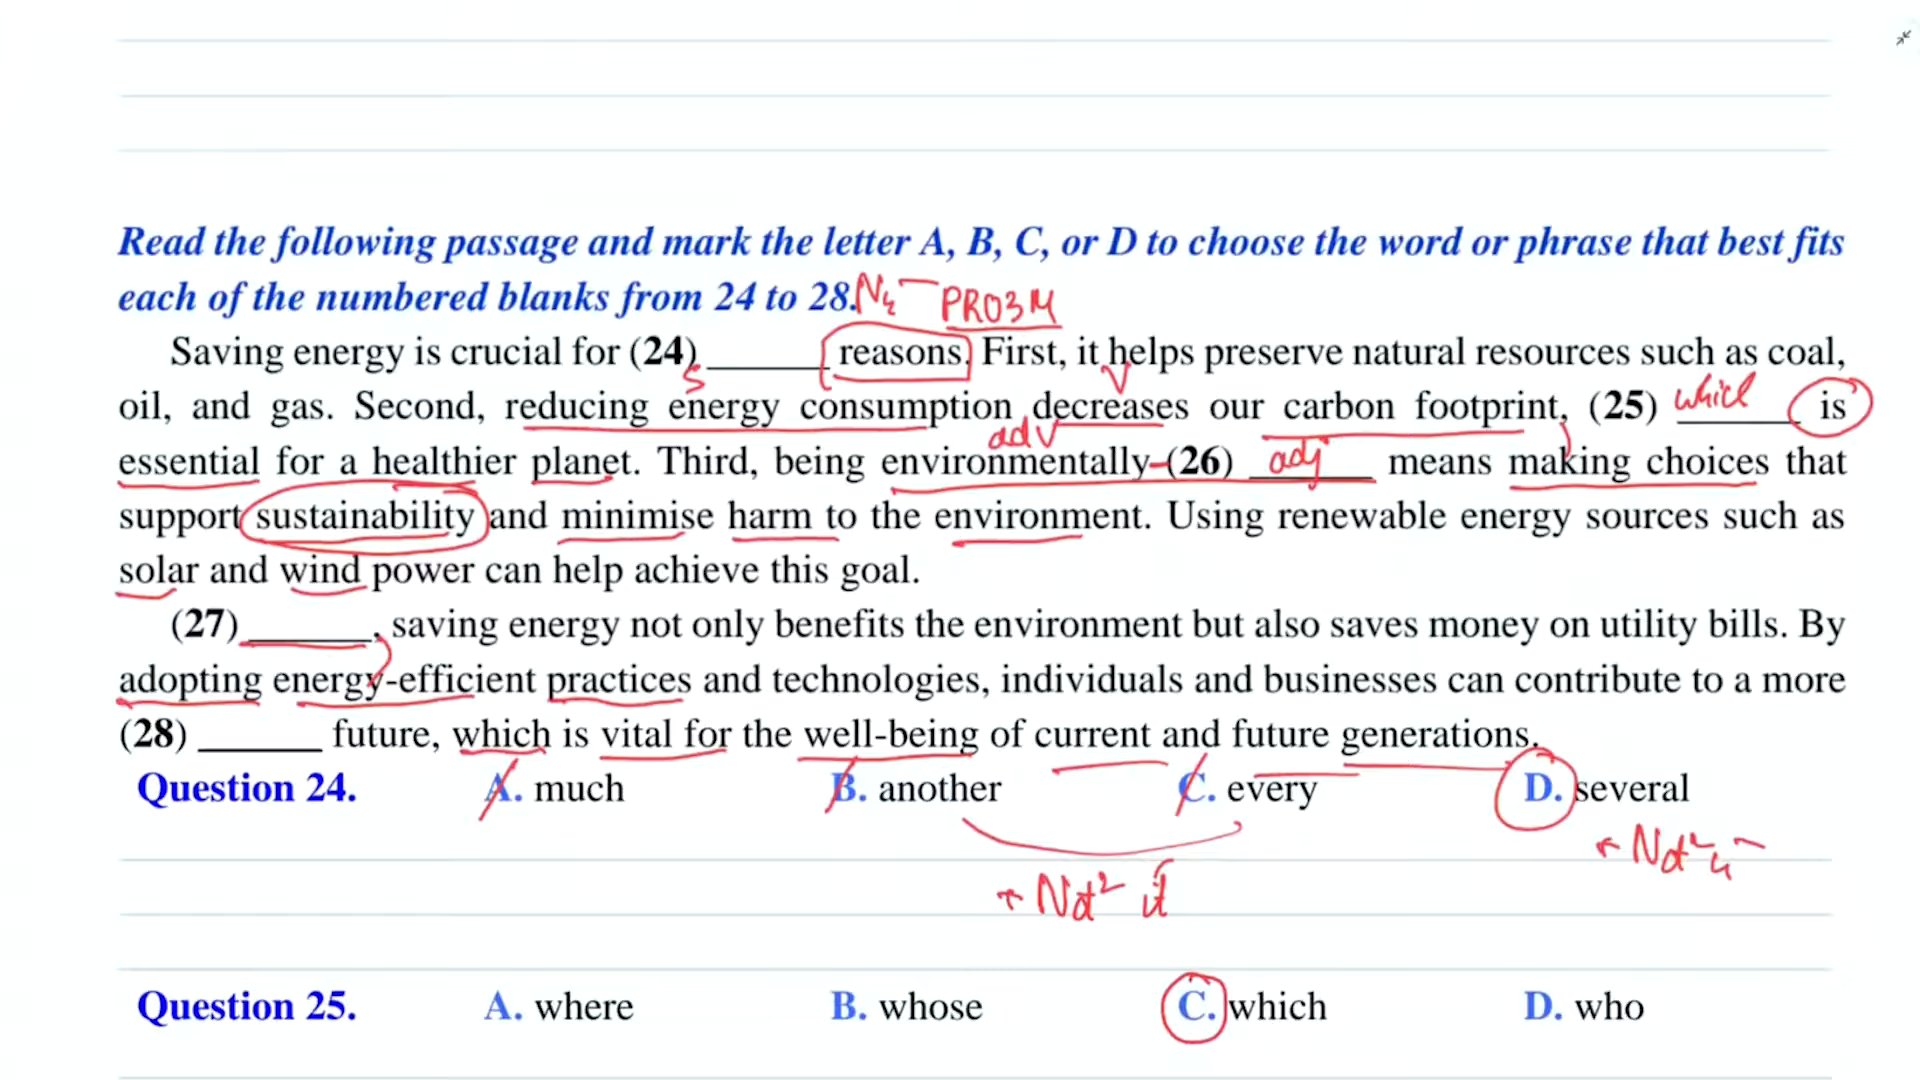 Read the following passage and mark the letter A, B, C, or D to choose the word or phrase that best fits
each of the numbered blanks from 24 to 28. PRO3M
Saving energy is crucial for (24) ______ reasons. First, it helps preserve natural resources such as coal,
S V
oil, and gas. Second, reducing energy consumption decreases our carbon footprint, (25) which is
adv
essential for a healthier planet. Third, being environmentally-(26) adj means making choices that
support sustainability and minimise harm to the environment. Using renewable energy sources such as
solar and wind power can help achieve this goal.
(27) ______, saving energy not only benefits the environment but also saves money on utility bills. By
adopting energy-efficient practices and technologies, individuals and businesses can contribute to a more
(28) ______ future, which is vital for the well-being of current and future generations.
Question 24. A. much B. another C. every D. several
+ Nđ² it
Question 25. A. where B. whose C. which D. who